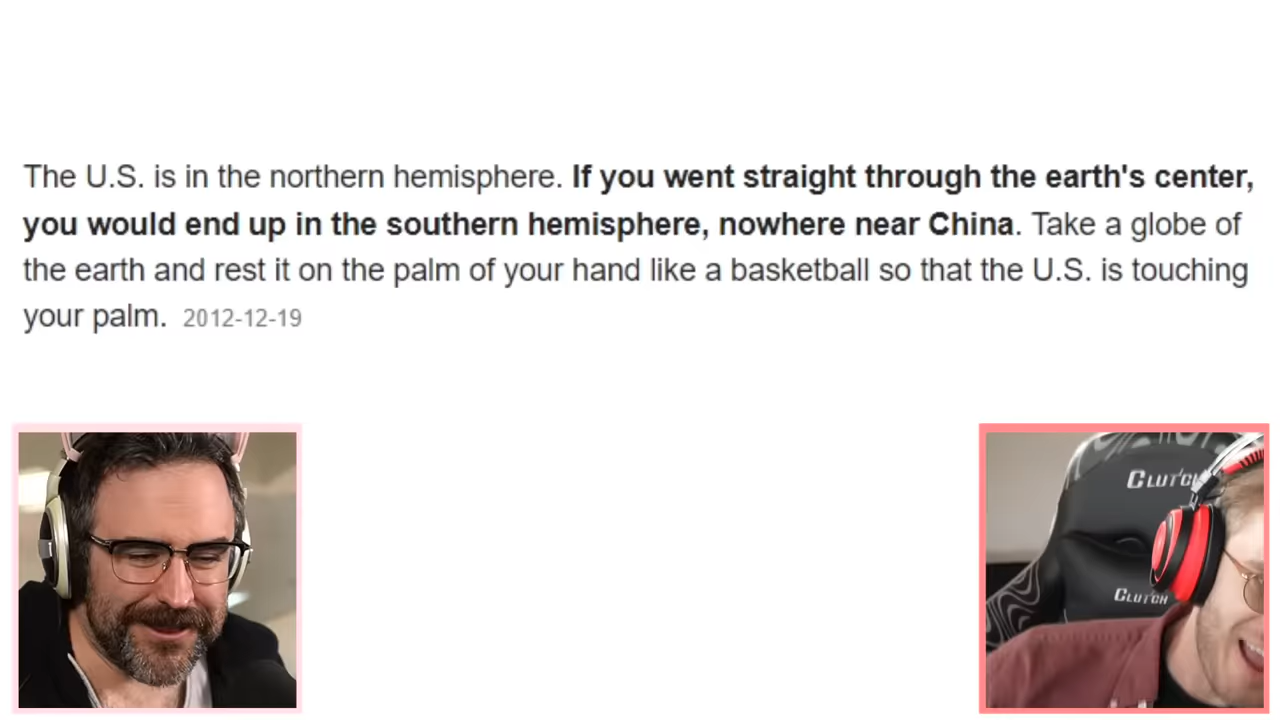 The U.S. is in the northern hemisphere. If you went straight through the earth's center,
you would end up in the southern hemisphere, nowhere near China. Take a globe of
the earth and rest it on the palm of your hand like a basketball so that the U.S. is touching
your palm. 2012-12-19
CLUTCH
CLUTCH